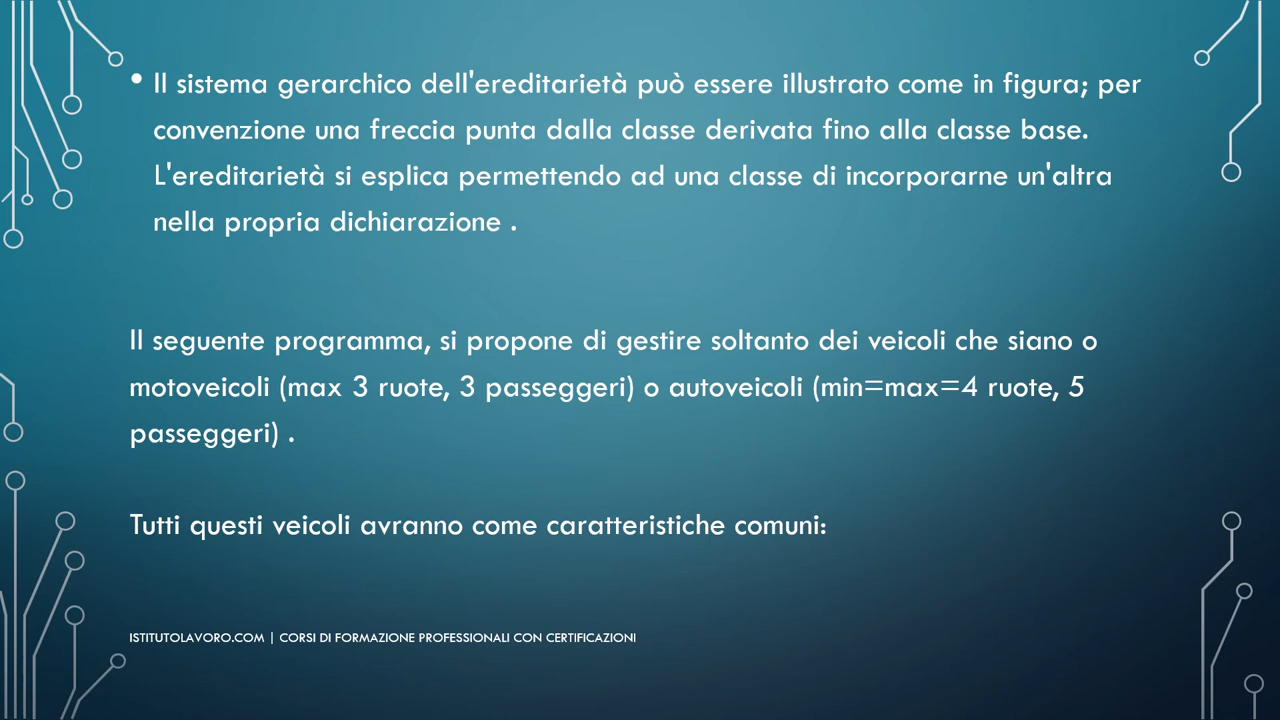 • Il sistema gerarchico dell'ereditarietà può essere illustrato come in figura; per
convenzione una freccia punta dalla classe derivata fino alla classe base.
L'ereditarietà si esplica permettendo ad una classe di incorporarne un'altra
nella propria dichiarazione .
Il seguente programma, si propone di gestire soltanto dei veicoli che siano o
motoveicoli (max 3 ruote, 3 passeggeri) o autoveicoli (min=max=4 ruote, 5
passeggeri) .
Tutti questi veicoli avranno come caratteristiche comuni:
ISTITUTOLAVORO.COM | CORSI DI FORMAZIONE PROFESSIONALI CON CERTIFICAZIONI